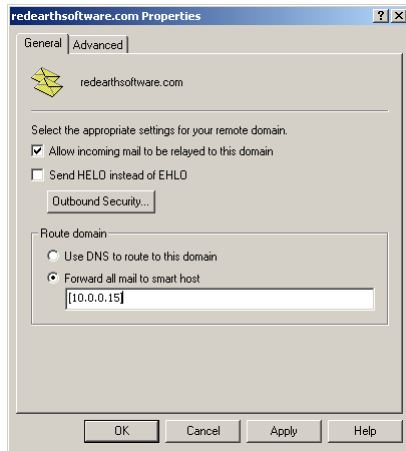 redearthsoftware.com Properties
General
Advanced
redearthsoftware.com
Select the appropriate settings for your remote domain.
Allow incoming mail to be relayed to this domain
Send HELO instead of EHLO
Outbound Security...
Route domain
Use DNS to route to this domain
Forward all mail to smart host
[10.0.0.15]
OK
Cancel
Apply
Help